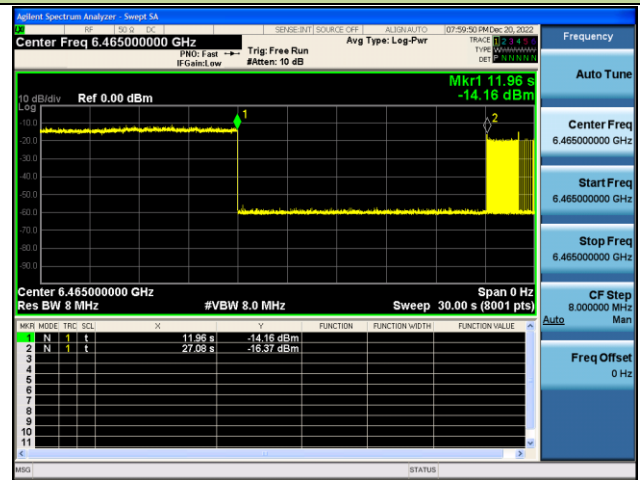 Agilent Spectrum Analyzer - Swept SA
RF 50 Ω DC SENSE:INT SOURCE OFF ALIGNAUTO 07:59:50 PM Dec 20, 2022
Center Freq 6.465000000 GHz
PNO: Fast
IFGain:Low
Trig: Free Run
#Atten: 10 dB
Avg Type: Log-Pwr
TRACE 1 2 3 4 5 6
TYPE
DET P N N N N N
Mkr1 11.96 s
-14.16 dBm
10 dB/div Ref 0.00 dBm
Log
-10.0
-20.0
-30.0
-40.0
-50.0
-60.0
-70.0
-80.0
-90.0
1
2
Center 6.465000000 GHz Span 0 Hz
Res BW 8 MHz #VBW 8.0 MHz Sweep 30.00 s (8001 pts)
MKR MODE TRC SCL X Y FUNCTION FUNCTION WIDTH FUNCTION VALUE
1 N 1 t 11.96 s -14.16 dBm
2 N 1 t 27.08 s -16.37 dBm
3
4
5
6
7
8
9
10
11
MSG STATUS
Frequency
Auto Tune
Center Freq
6.465000000 GHz
Start Freq
6.465000000 GHz
Stop Freq
6.465000000 GHz
CF Step
8.000000 MHz
Auto Man
Freq Offset
0 Hz